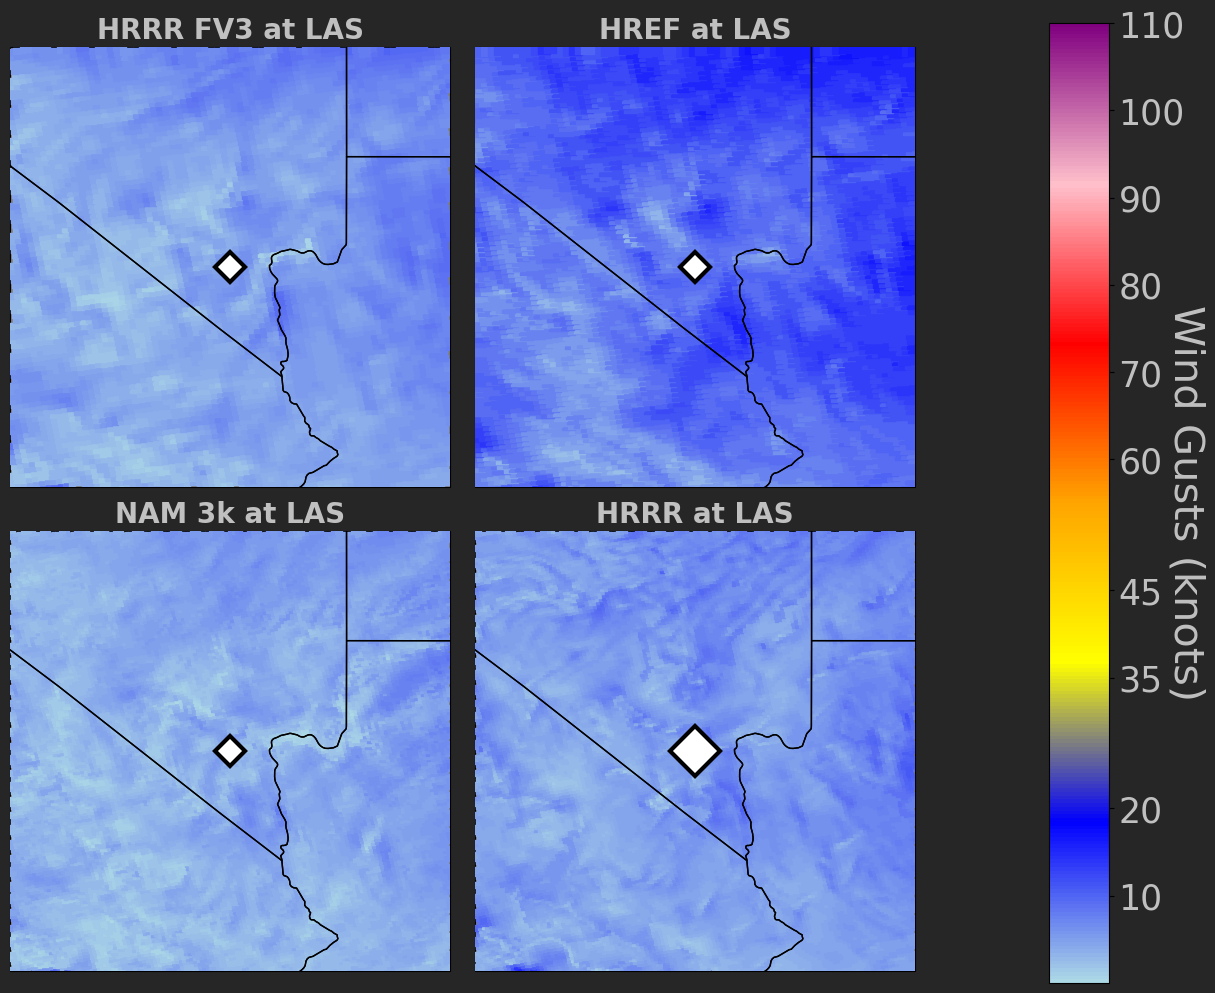 HRRR FV3 at LAS
HREF at LAS
NAM 3k at LAS
HRRR at LAS
110
100
90
80
70
60
45
35
20
10
Wind Gusts (knots)